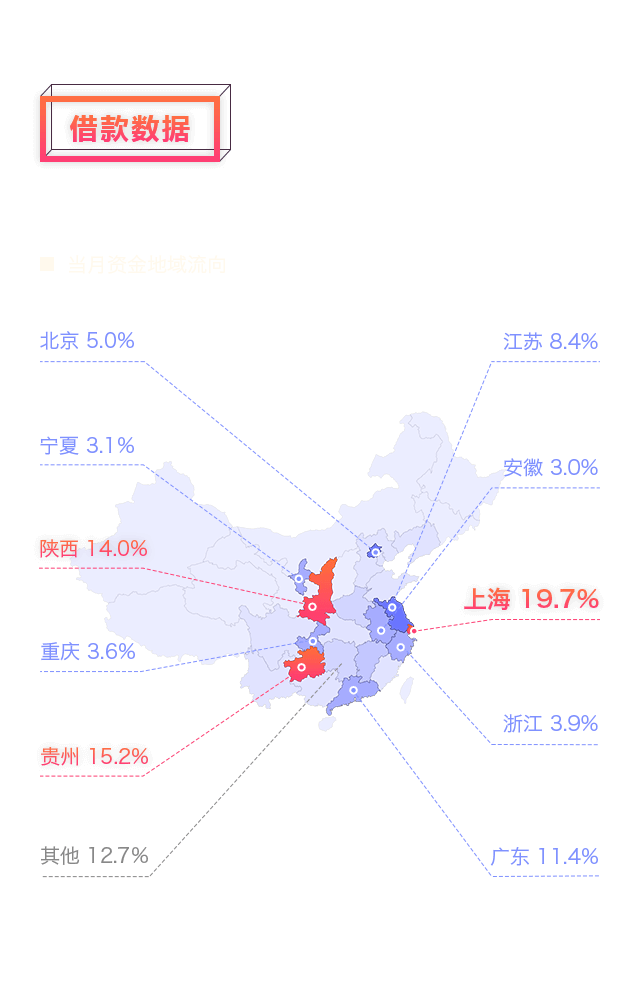 借款数据
当月资金地域流向
北京 5.0%
江苏 8.4%
宁夏 3.1%
安徽 3.0%
陕西 14.0%
上海 19.7%
重庆 3.6%
浙江 3.9%
贵州 15.2%
其他 12.7%
广东 11.4%